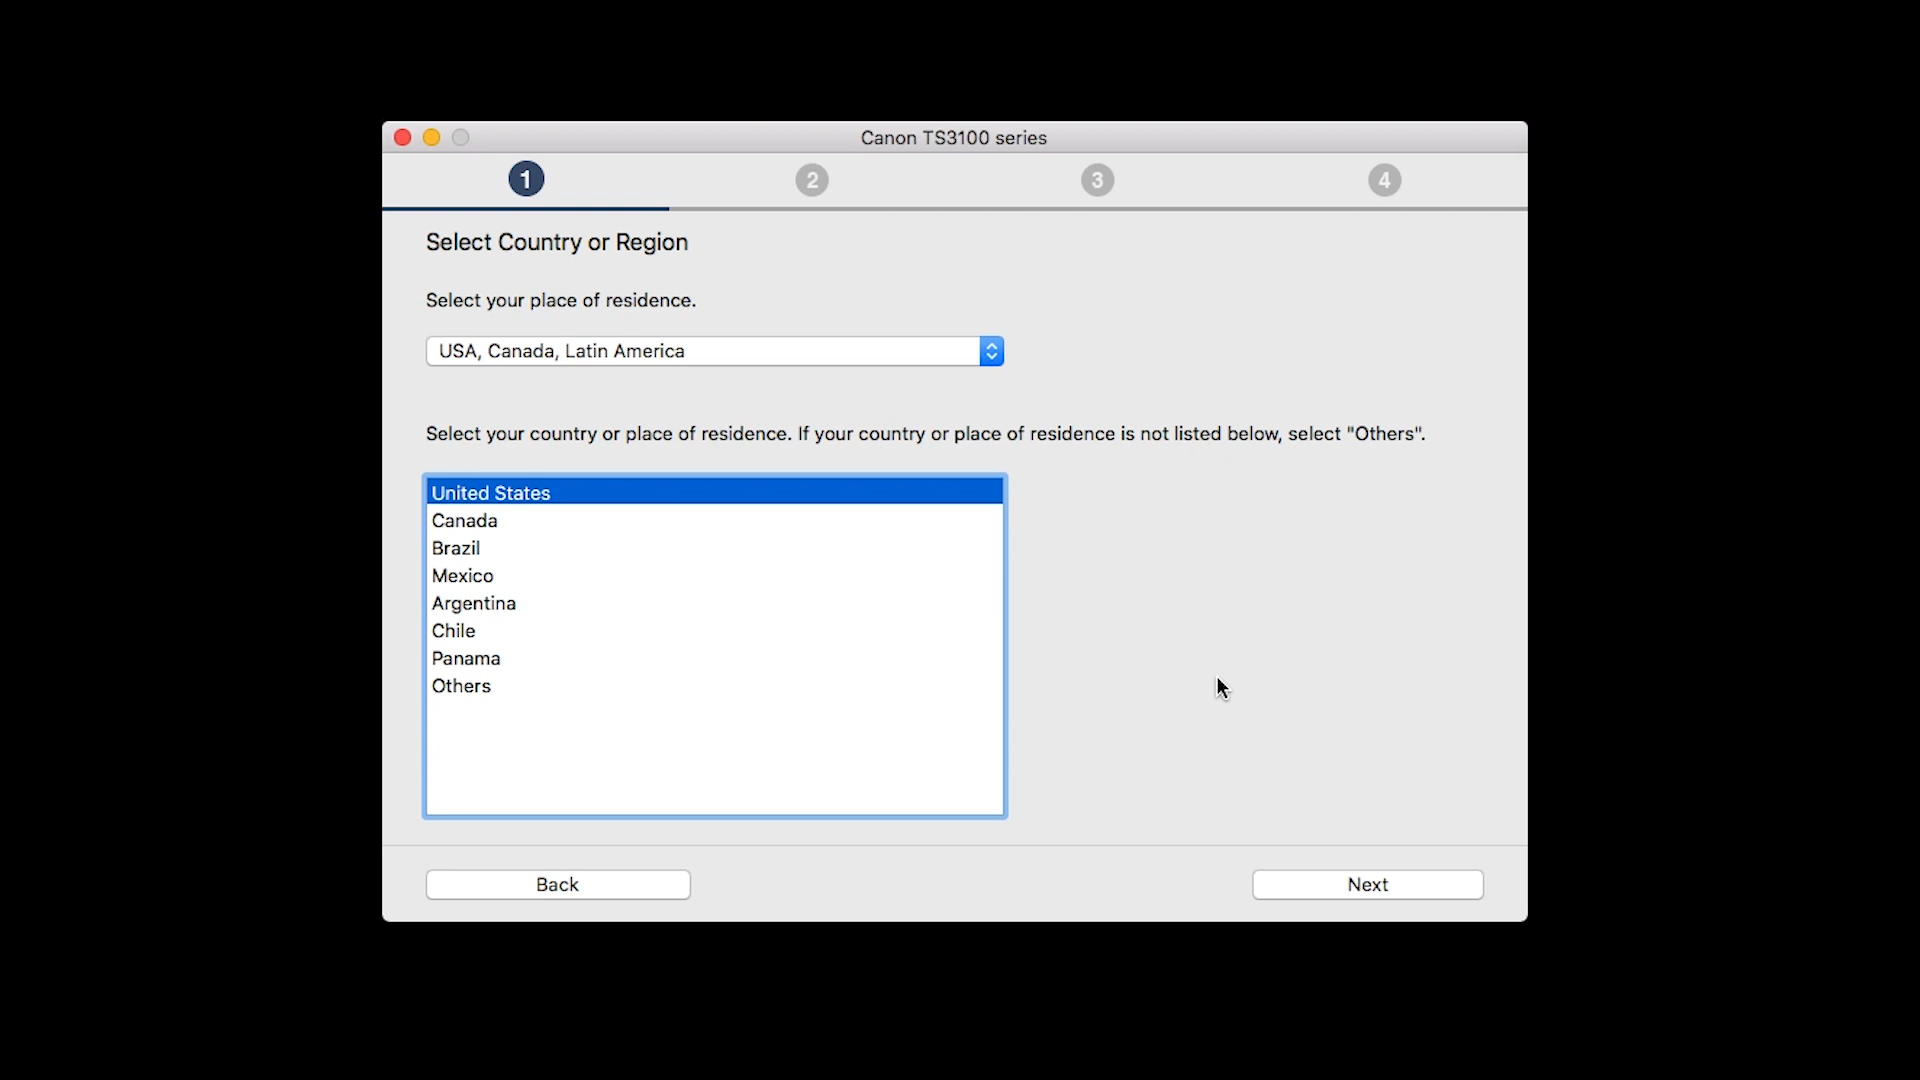 Canon TS3100 series
1 2 3 4
Select Country or Region
Select your place of residence.
USA, Canada, Latin America
Select your country or place of residence. If your country or place of residence is not listed below, select "Others".
United States
Canada
Brazil
Mexico
Argentina
Chile
Panama
Others
Back Next